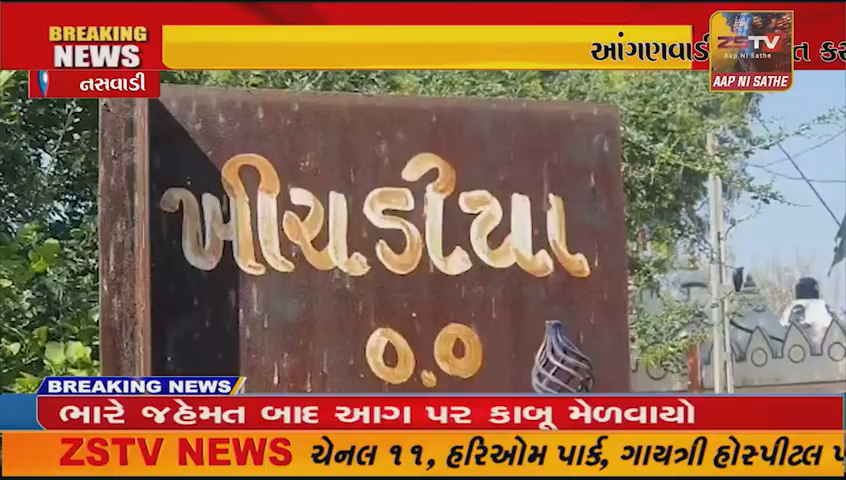 BREAKING
NEWS
નસવાડી
આંગણવાડી
ત કર
ZSTV
Aap Ni Sathe
AAP NI SATHE
ખીચડીયા
૦.૦
BREAKING NEWS
ભારે જહેમત બાદ આગ પર કાબૂ મેળવાયો
ZSTV NEWS ચેનલ ૧૧, હરિઓમ પાર્ક, ગાયત્રી હોસ્પીટલ